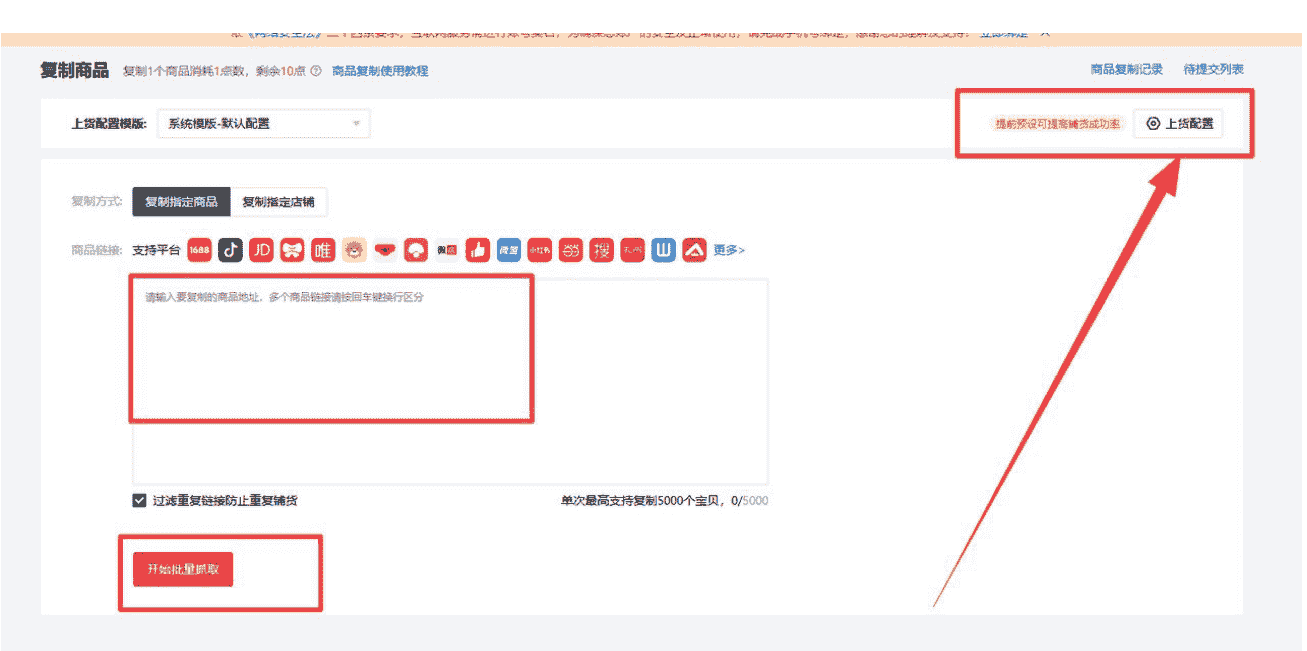 复制商品 复制1个商品消耗1点数，剩余10点 商品复制使用教程 商品复制记录 待提交列表
上货配置模版: 系统模版-默认配置 提前预设可提高铺货成功率 上货配置
复制方式: 复制指定商品 复制指定店铺
商品链接: 支持平台 1688 JD 唯 微店 微盟 小红书 搜 更多>
请输入要复制的商品地址，多个商品链接请按回车键换行区分
过滤重复链接防止重复铺货 单次最高支持复制5000个宝贝，0/5000
开始批量抓取